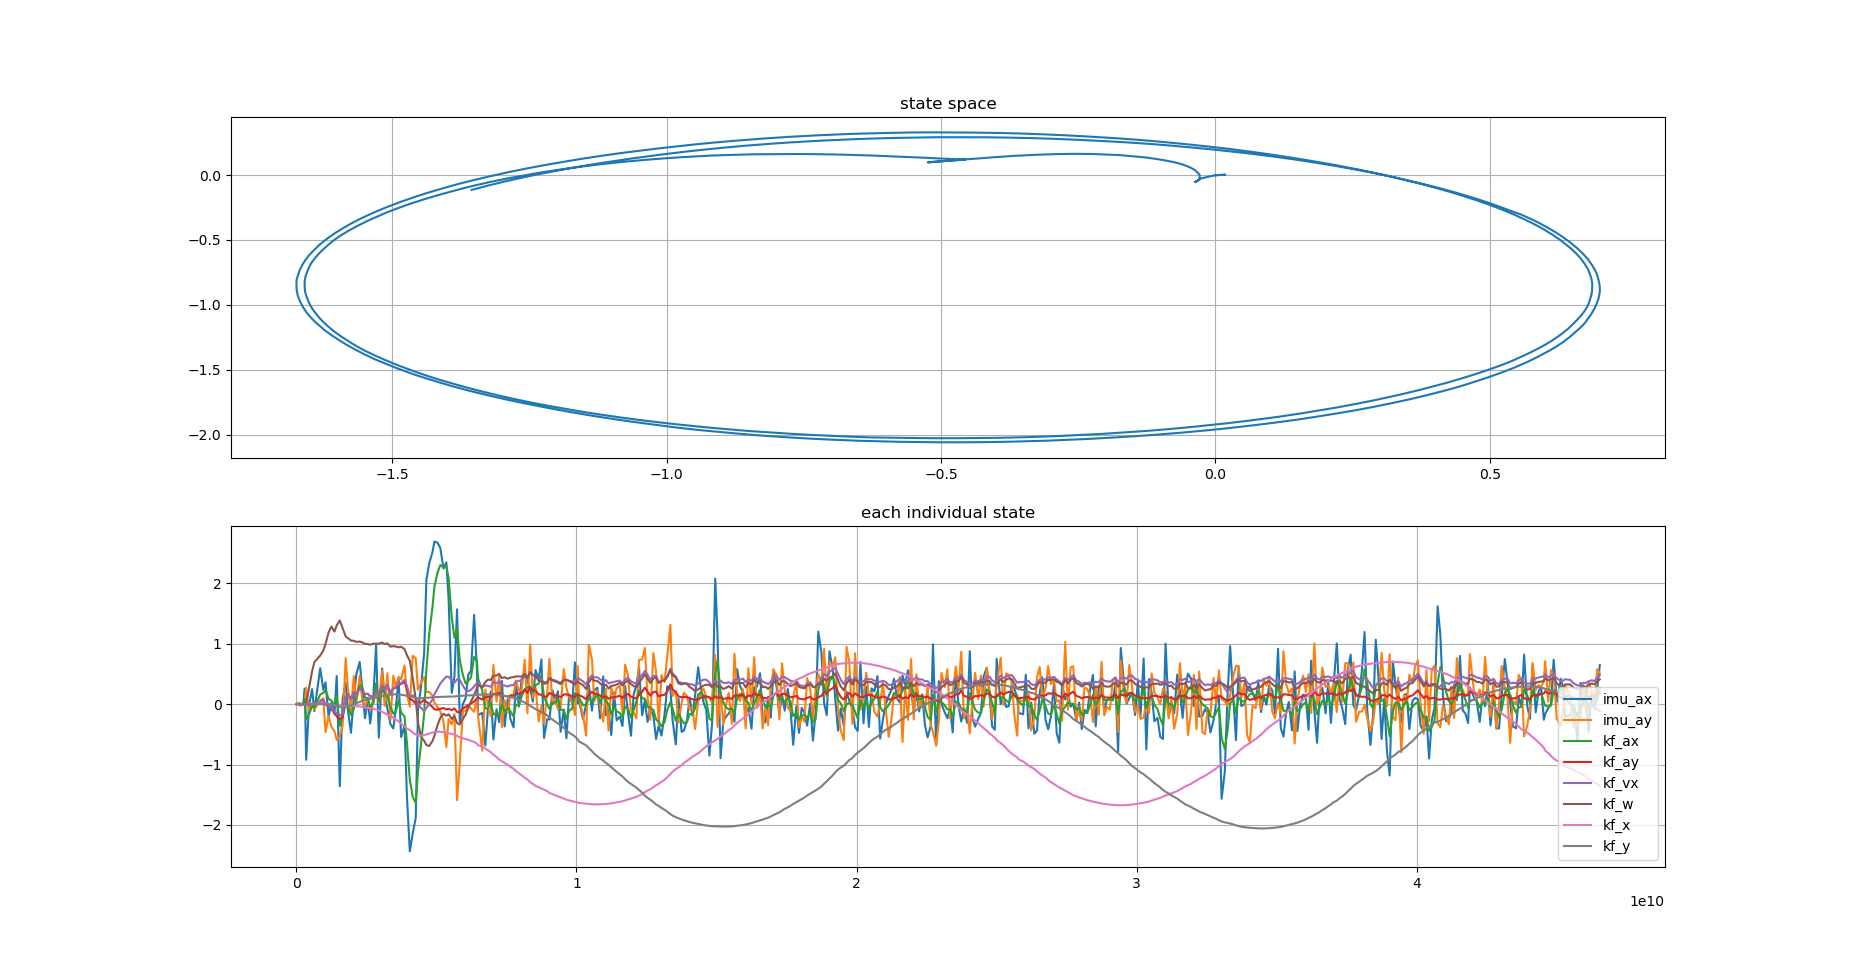 state space
0.0
−0.5
−1.0
−1.5
−2.0
−1.5 −1.0 −0.5 0.0 0.5
each individual state
2
1
0
−1
−2
imu_ax
imu_ay
kf_ax
kf_ay
kf_vx
kf_w
kf_x
kf_y
0 1 2 3 4
1e10